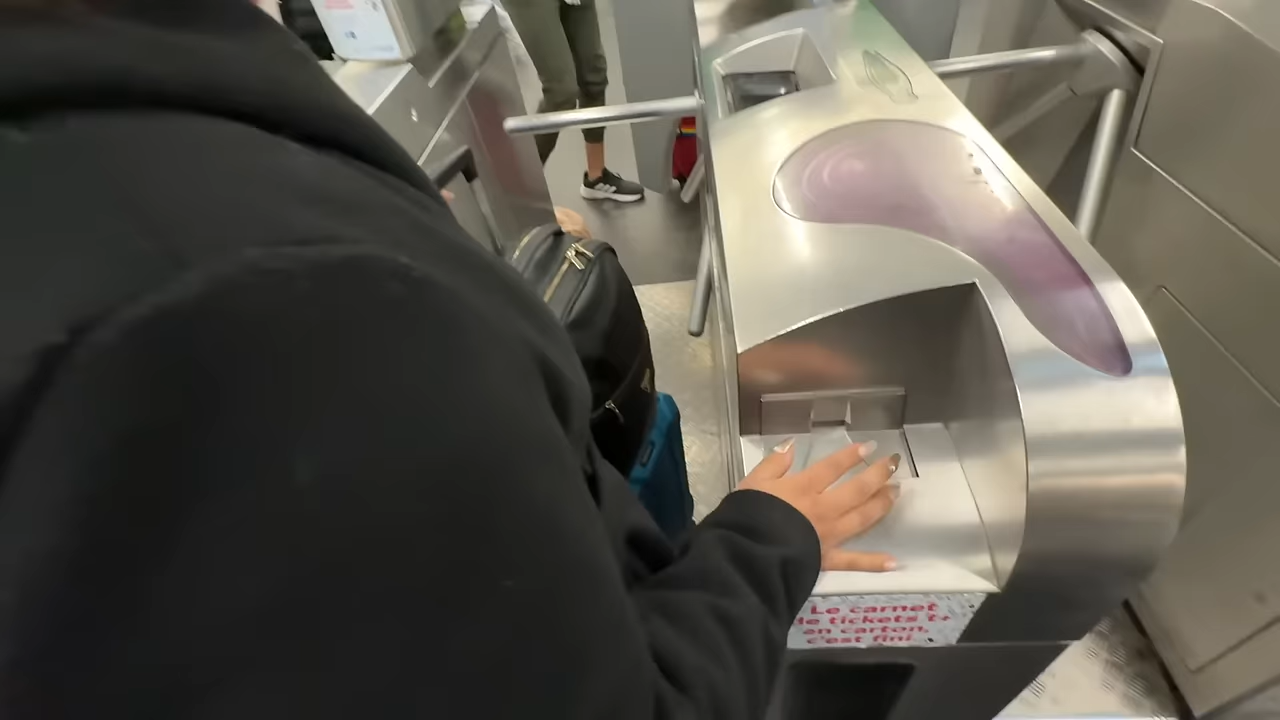 Le carnet
de tickets t+
en carton,
c'est fini.